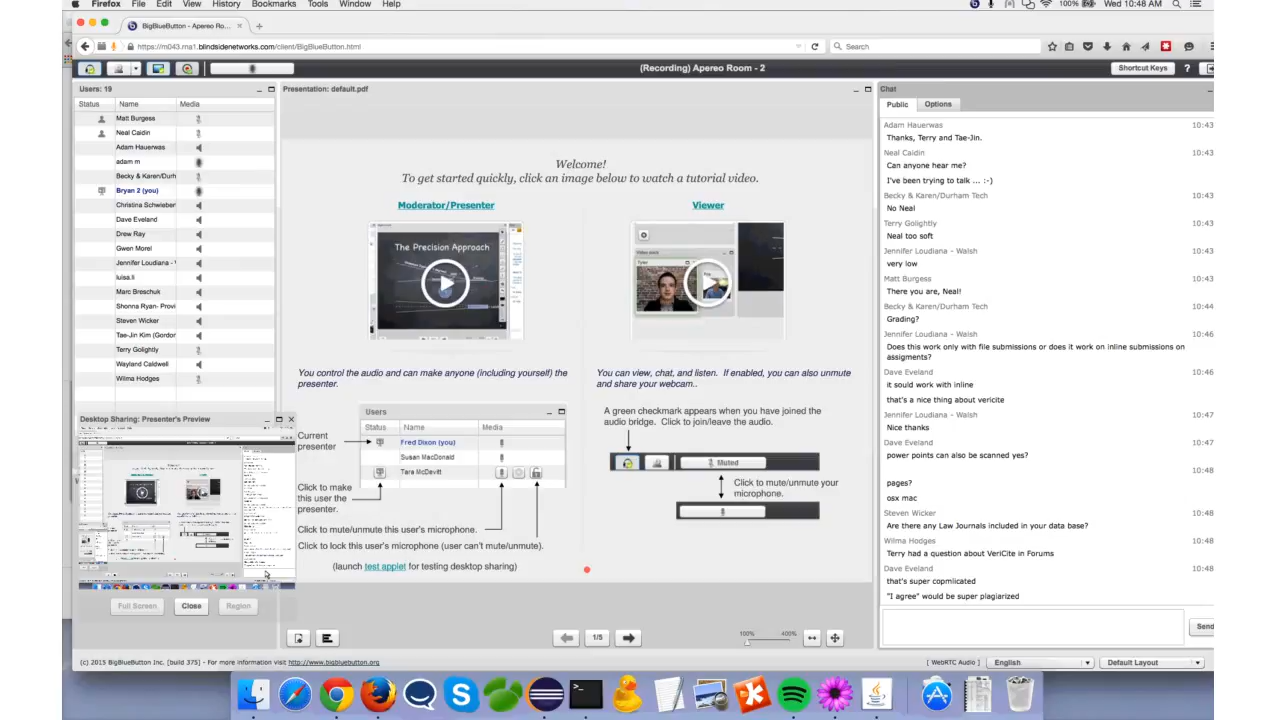 Firefox File Edit View History Bookmarks Tools Window Help
100% Wed 10:48 AM
BigBlueButton - Apereo Ro...
https://m043.rna1.blindsidenetworks.com/client/BigBlueButton.html
Search
(Recording) Apereo Room - 2
Shortcut Keys ?
Users: 19
Status Name Media
Matt Burgess
Neal Caidin
Adam Hauerwas
adam m
Becky & Karen/Durh
Bryan 2 (you)
Christina Schwieber
Dave Eveland
Drew Ray
Gwen Morel
Jennifer Loudiana -
luisa.li
Marc Breschuk
Shonna Ryan- Provi
Steven Wicker
Tae-Jin Kim (Gordon
Terry Golightly
Wayland Caldwell
Wilma Hodges
Desktop Sharing: Presenter's Preview
Full Screen Close Region
Presentation: default.pdf
Welcome!
To get started quickly, click an image below to watch a tutorial video.
Moderator/Presenter
Viewer
The Precision Approach
Tyler
You control the audio and can make anyone (including yourself) the
presenter.
You can view, chat, and listen. If enabled, you can also unmute
and share your webcam..
Current
presenter
Users
Status Name Media
Fred Dixon (you)
Susan MacDonald
Tara McDevitt
Click to make
this user the
presenter.
Click to mute/unmute this user's microphone.
Click to lock this user's microphone (user can't mute/unmute).
(launch test applet for testing desktop sharing)
A green checkmark appears when you have joined the
audio bridge. Click to join/leave the audio.
Muted
Click to mute/unmute your
microphone.
1/5
100% 400%
Chat
Public Options
Adam Hauerwas 10:43
Thanks, Terry and Tae-Jin.
Neal Caidin 10:43
Can anyone hear me?
I've been trying to talk ... :-)
Becky & Karen/Durham Tech 10:43
No Neal
Terry Golightly 10:43
Neal too soft
Jennifer Loudiana - Walsh 10:43
very low
Matt Burgess 10:43
There you are, Neal!
Becky & Karen/Durham Tech 10:44
Grading?
Jennifer Loudiana - Walsh 10:46
Does this work only with file submissions or does it work on inline submissions on
assigments?
Dave Eveland 10:46
it sould work with inline
that's a nice thing about vericite
Jennifer Loudiana - Walsh 10:47
Nice thanks
Dave Eveland 10:47
power points can also be scanned yes?
10:48
pages?
osx mac
Steven Wicker 10:48
Are there any Law Journals included in your data base?
Wilma Hodges 10:48
Terry had a question about VeriCite in Forums
Dave Eveland 10:48
that's super copmlicated
"I agree" would be super plagiarized
Send
(c) 2015 BigBlueButton Inc. [build 375] - For more information visit http://www.bigbluebutton.org
[ WebRTC Audio ] English Default Layout